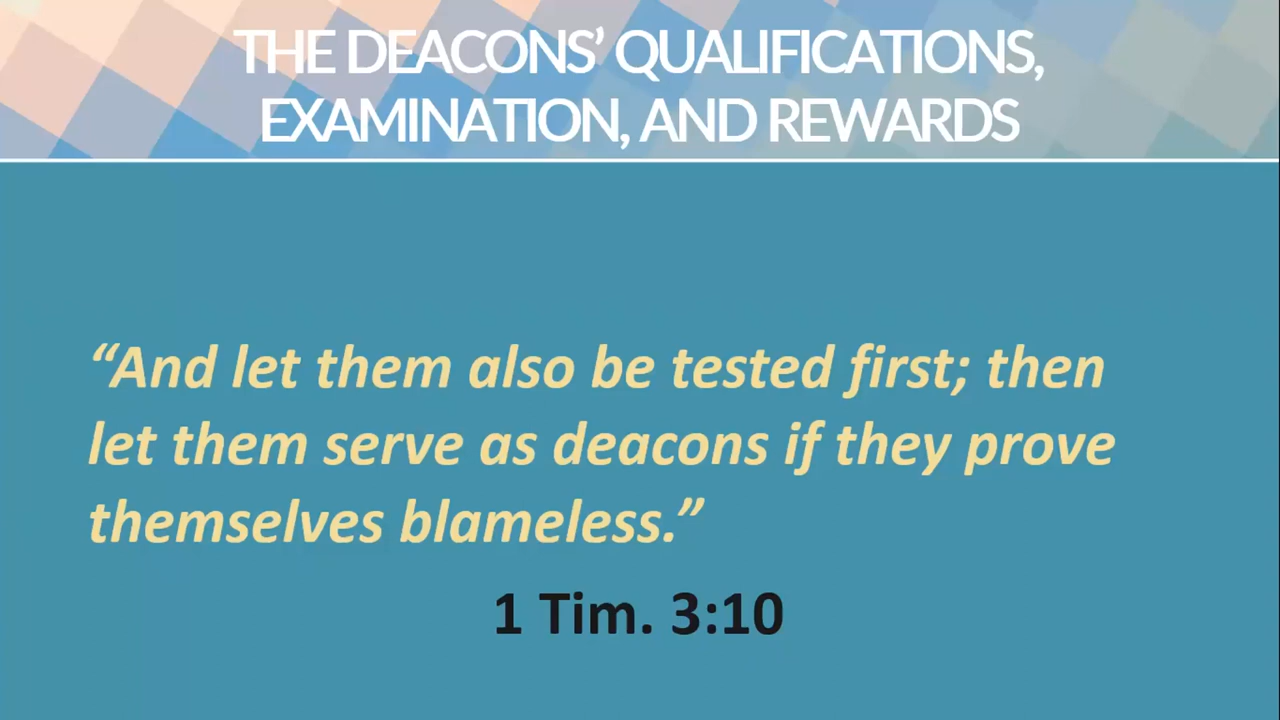 THE DEACONS’ QUALIFICATIONS,
EXAMINATION, AND REWARDS
“And let them also be tested first; then
let them serve as deacons if they prove
themselves blameless.”
1 Tim. 3:10